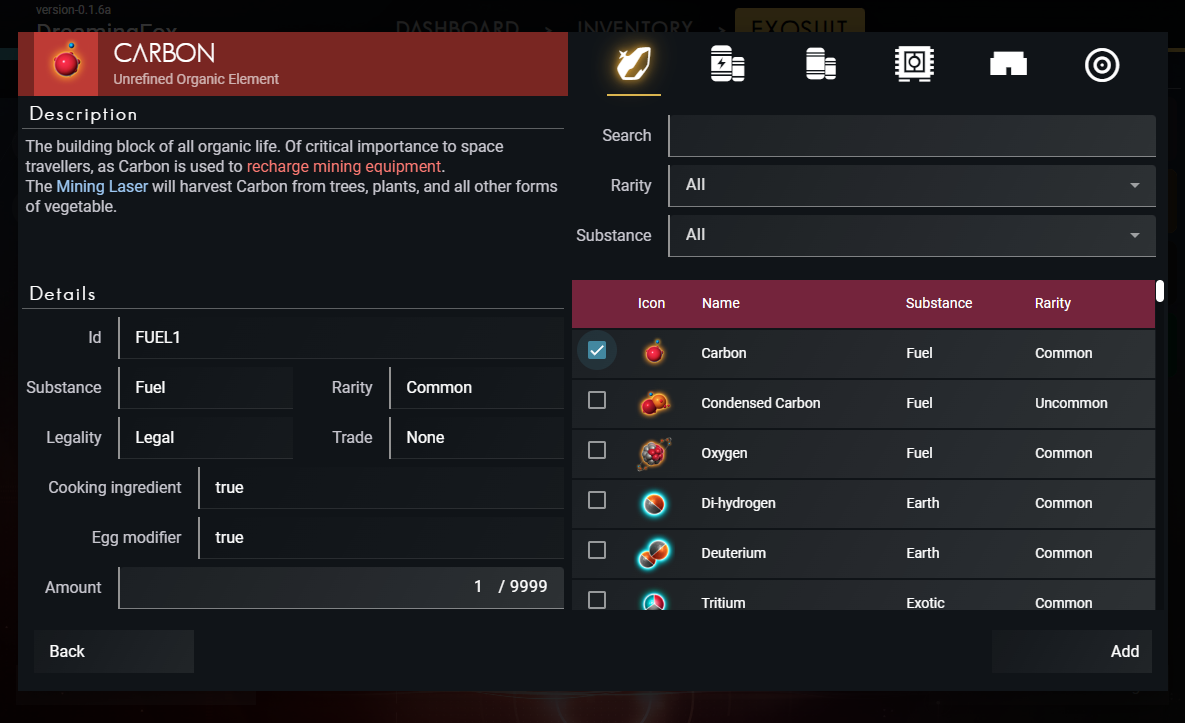 version-0.1.6a
DreamingFox
DASHBOARD > INVENTORY > EXOSUIT
CARBON
Unrefined Organic Element
Description
The building block of all organic life. Of critical importance to space
travellers, as Carbon is used to recharge mining equipment.
The Mining Laser will harvest Carbon from trees, plants, and all other forms
of vegetable.
Details
Id FUEL1
Substance Fuel Rarity Common
Legality Legal Trade None
Cooking ingredient true
Egg modifier true
Amount 1 / 9999
Back
Search
Rarity All
Substance All
Icon Name Substance Rarity
Carbon Fuel Common
Condensed Carbon Fuel Uncommon
Oxygen Fuel Common
Di-hydrogen Earth Common
Deuterium Earth Common
Tritium Exotic Common
Add